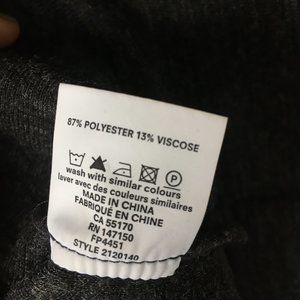 87% POLYESTER 13% VISCOSE
wash with similar colours
laver avec des couleurs similaires
MADE IN CHINA
FABRIQUÉ EN CHINE
CA 55170
RN 147150
FP4451
STYLE 2120140